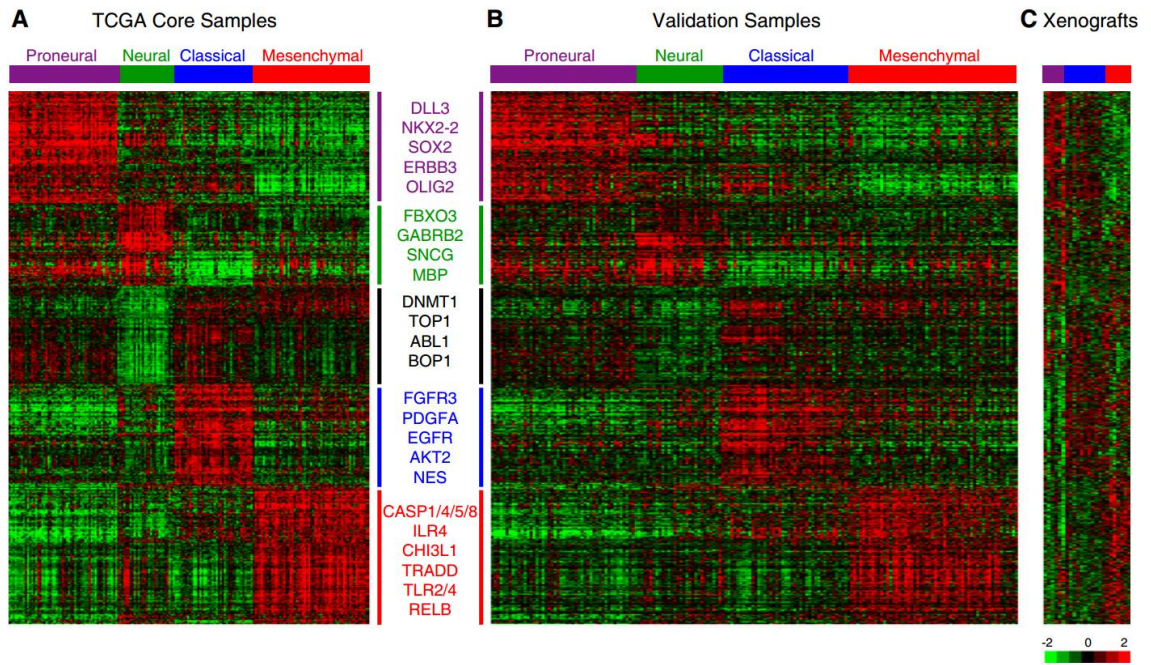 A TCGA Core Samples
B Validation Samples
C Xenografts
Proneural Neural Classical Mesenchymal
Proneural Neural Classical Mesenchymal
DLL3
NKX2-2
SOX2
ERBB3
OLIG2
FBXO3
GABRB2
SNCG
MBP
DNMT1
TOP1
ABL1
BOP1
FGFR3
PDGFA
EGFR
AKT2
NES
CASP1/4/5/8
ILR4
CHI3L1
TRADD
TLR2/4
RELB
-2 0 2